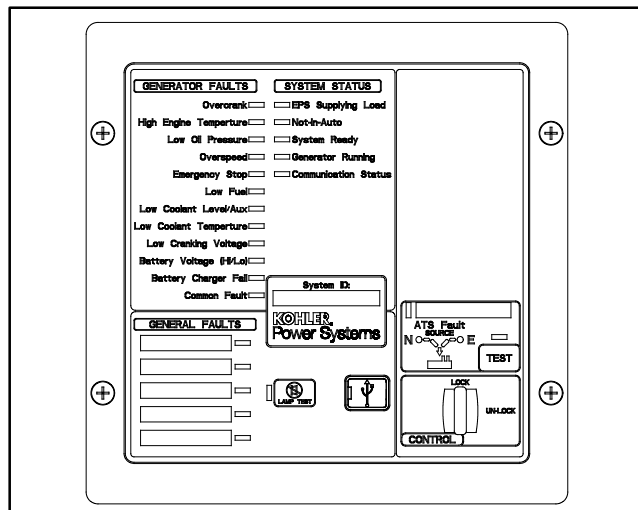 GENERATOR FAULTS
Overcrank
High Engine Temperture
Low Oil Pressure
Overspeed
Emergency Stop
Low Fuel
Low Coolant Level/Aux
Low Coolant Temperture
Low Cranking Voltage
Battery Voltage (Hi/Lo)
Battery Charger Fail
Common Fault
SYSTEM STATUS
EPS Supplying Load
Not-In-Auto
System Ready
Generator Running
Communication Status
System ID:
KOHLER
Power Systems
GENERAL FAULTS
LAMP TEST
ATS Fault
SOURCE
N E
TEST
LOCK
UN-LOCK
CONTROL